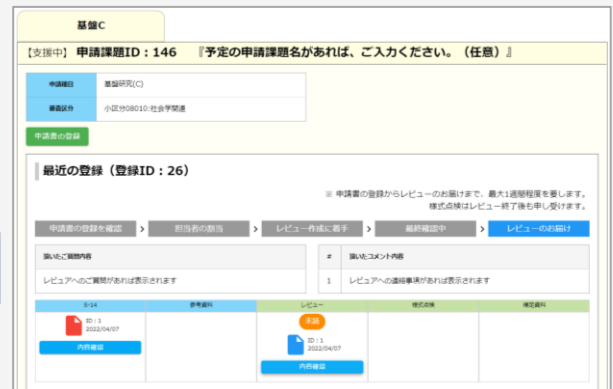 基盤C
【支援中】申請課題ID：146 『予定の申請課題名があれば、ご入力ください。（任意）』
申請種目 基盤研究(C)
審査区分 小区分08010:社会学関連
申請書の登録
最近の登録（登録ID：26）
※ 申請書の登録からレビューのお届けまで、最大1週間程度を要します。
様式点検はレビュー終了後も申し受けます。
申請書の登録を確認 > 担当者の割当 > レビュー作成に着手 > 最終確認中 > レビューのお届け
頂いたご質問内容 # 頂いたコメント内容
レビュアへのご質問があれば表示されます 1 レビュアへの連絡事項があれば表示されます
S-14 参考資料 レビュー 様式点検 補足資料
ID：1
2022/04/07
内容確認
未読
ID：1
2022/04/07
内容確認